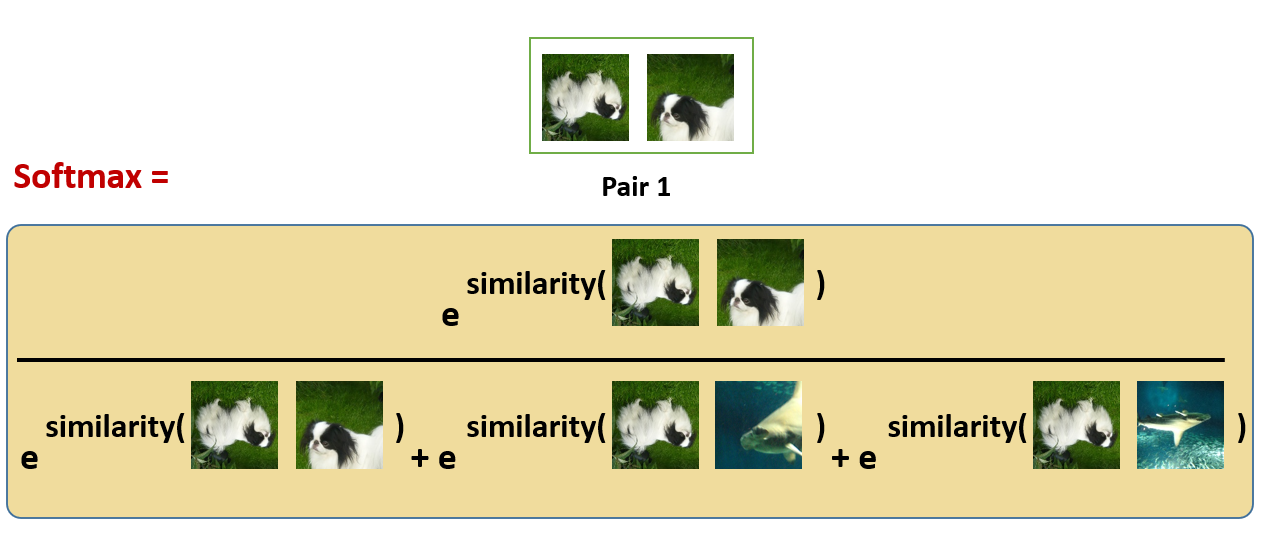 Softmax =
Pair 1
e similarity( )
e similarity( ) + e similarity( ) + e similarity( )